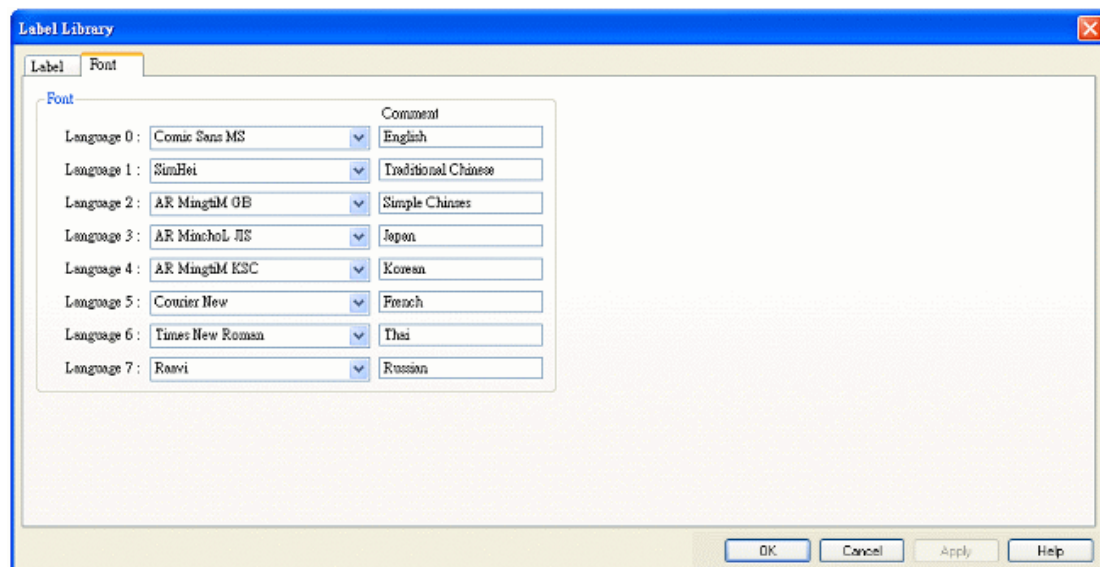 Label Library
Label Font
Font
Comment
Language 0 : Comic Sans MS English
Language 1 : SimHei Traditional Chinese
Language 2 : AR MingtiM GB Simple Chinses
Language 3 : AR MinchoL JIS Japan
Language 4 : AR MingtiM KSC Korean
Language 5 : Courier New French
Language 6 : Times New Roman Thai
Language 7 : Raavi Russian
OK Cancel Apply Help